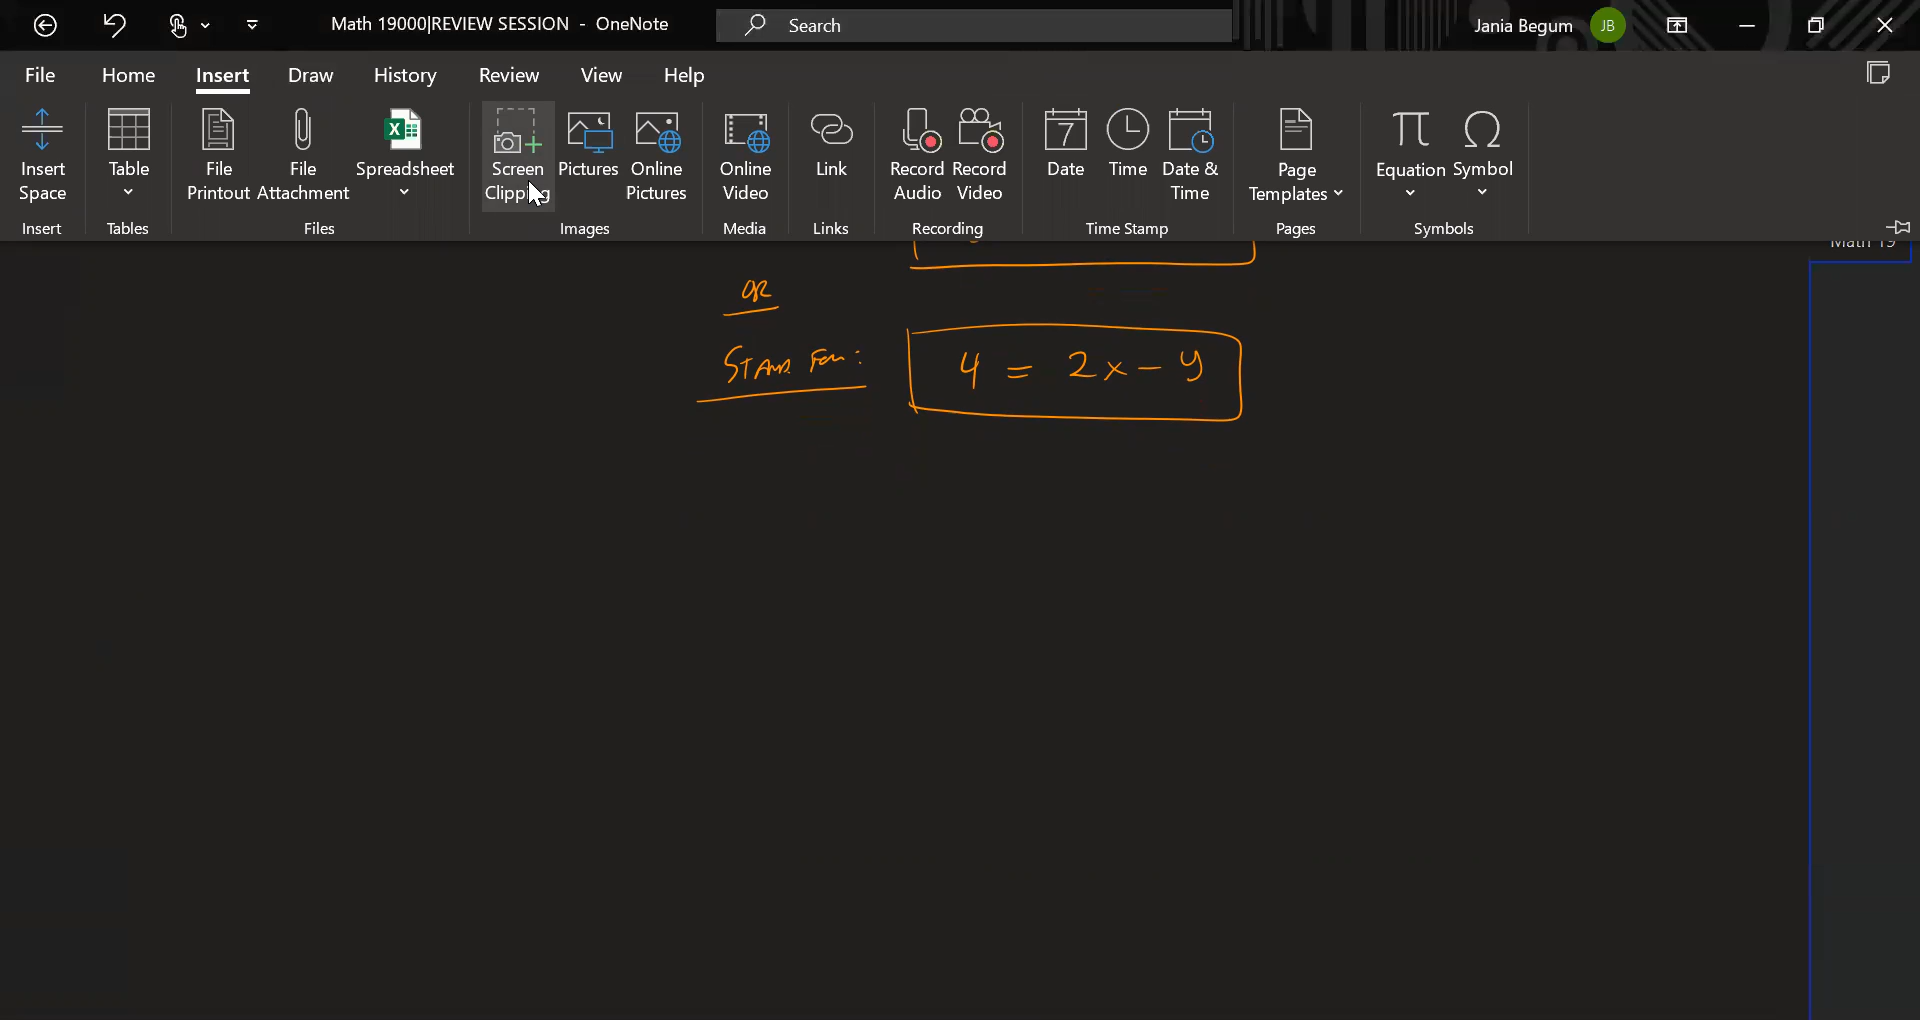 Math 19000|REVIEW SESSION - OneNote
Search
Jania Begum JB
File Home Insert Draw History Review View Help
Insert Space
Table
File Printout
File Attachment
Spreadsheet
Screen Clipping
Pictures
Online Pictures
Online Video
Link
Record Audio
Record Video
7
Date
Time
Date & Time
Page Templates
π
Equation
Ω
Symbol
Insert Tables Files Images Media Links Recording Time Stamp Pages Symbols
Math 19
OR
STAND. Form:
4 = 2x - y